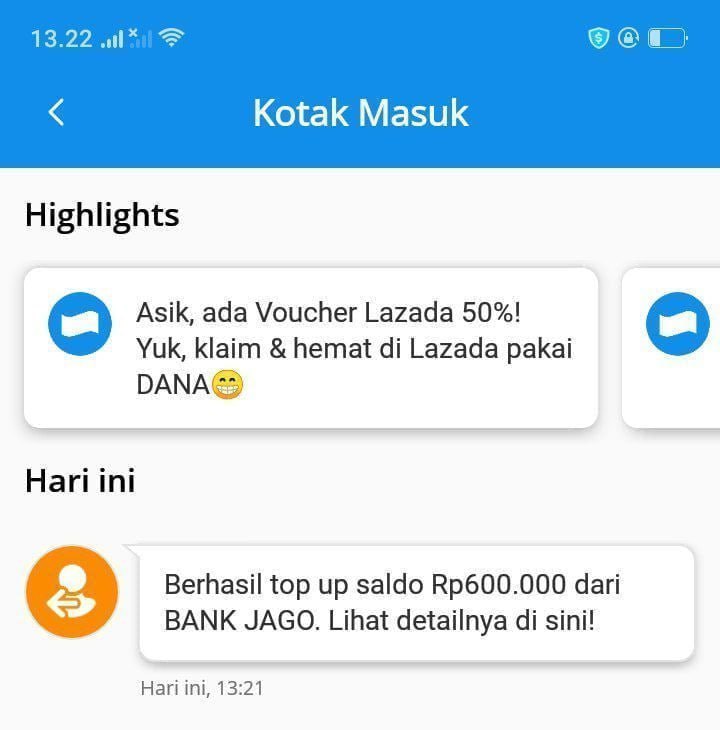 13.22
Kotak Masuk
Highlights
Asik, ada Voucher Lazada 50%!
Yuk, klaim & hemat di Lazada pakai
DANA😁
Hari ini
Berhasil top up saldo Rp600.000 dari
BANK JAGO. Lihat detailnya di sini!
Hari ini, 13:21